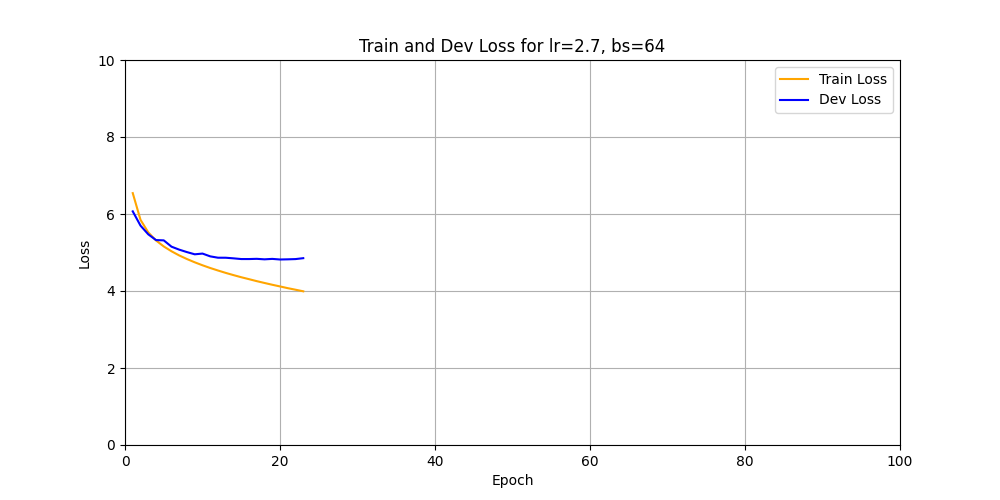 Train and Dev Loss for lr=2.7, bs=64
Train Loss
Dev Loss
Loss
10
8
6
4
2
0
0 20 40 60 80 100
Epoch